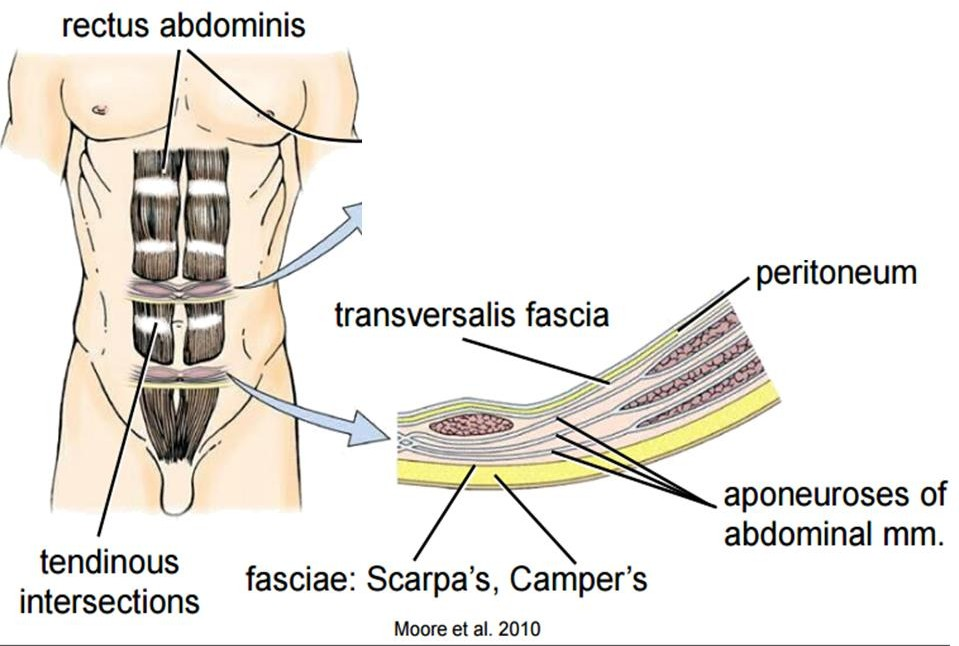 rectus abdominis
peritoneum
transversalis fascia
aponeuroses of
abdominal mm.
tendinous
intersections
fasciae: Scarpa's, Camper's
Moore et al. 2010